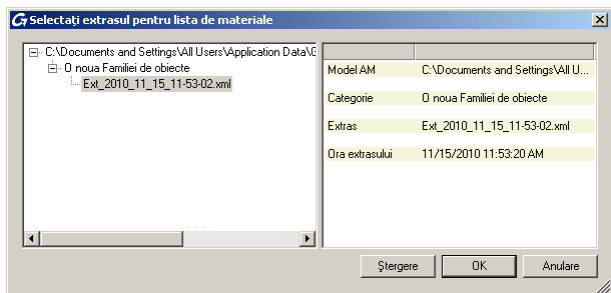 Selectați extrasul pentru lista de materiale
C:\Documents and Settings\All Users\Application Data\G
O noua Familiei de obiecte
Ext_2010_11_15_11-53-02.xml
Model AM C:\Documents and Settings\All U...
Categorie O noua Familiei de obiecte
Extras Ext_2010_11_15_11-53-02.xml
Ora extrasului 11/15/2010 11:53:20 AM
Ștergere OK Anulare